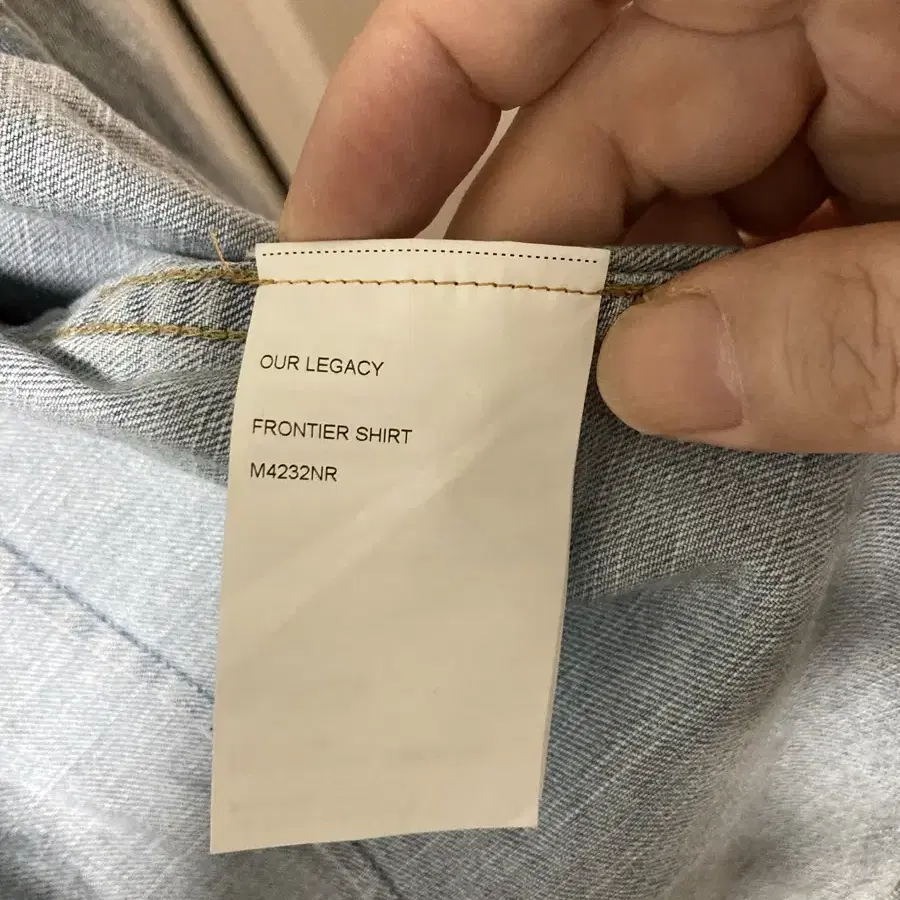 OUR LEGACY
FRONTIER SHIRT
M4232NR